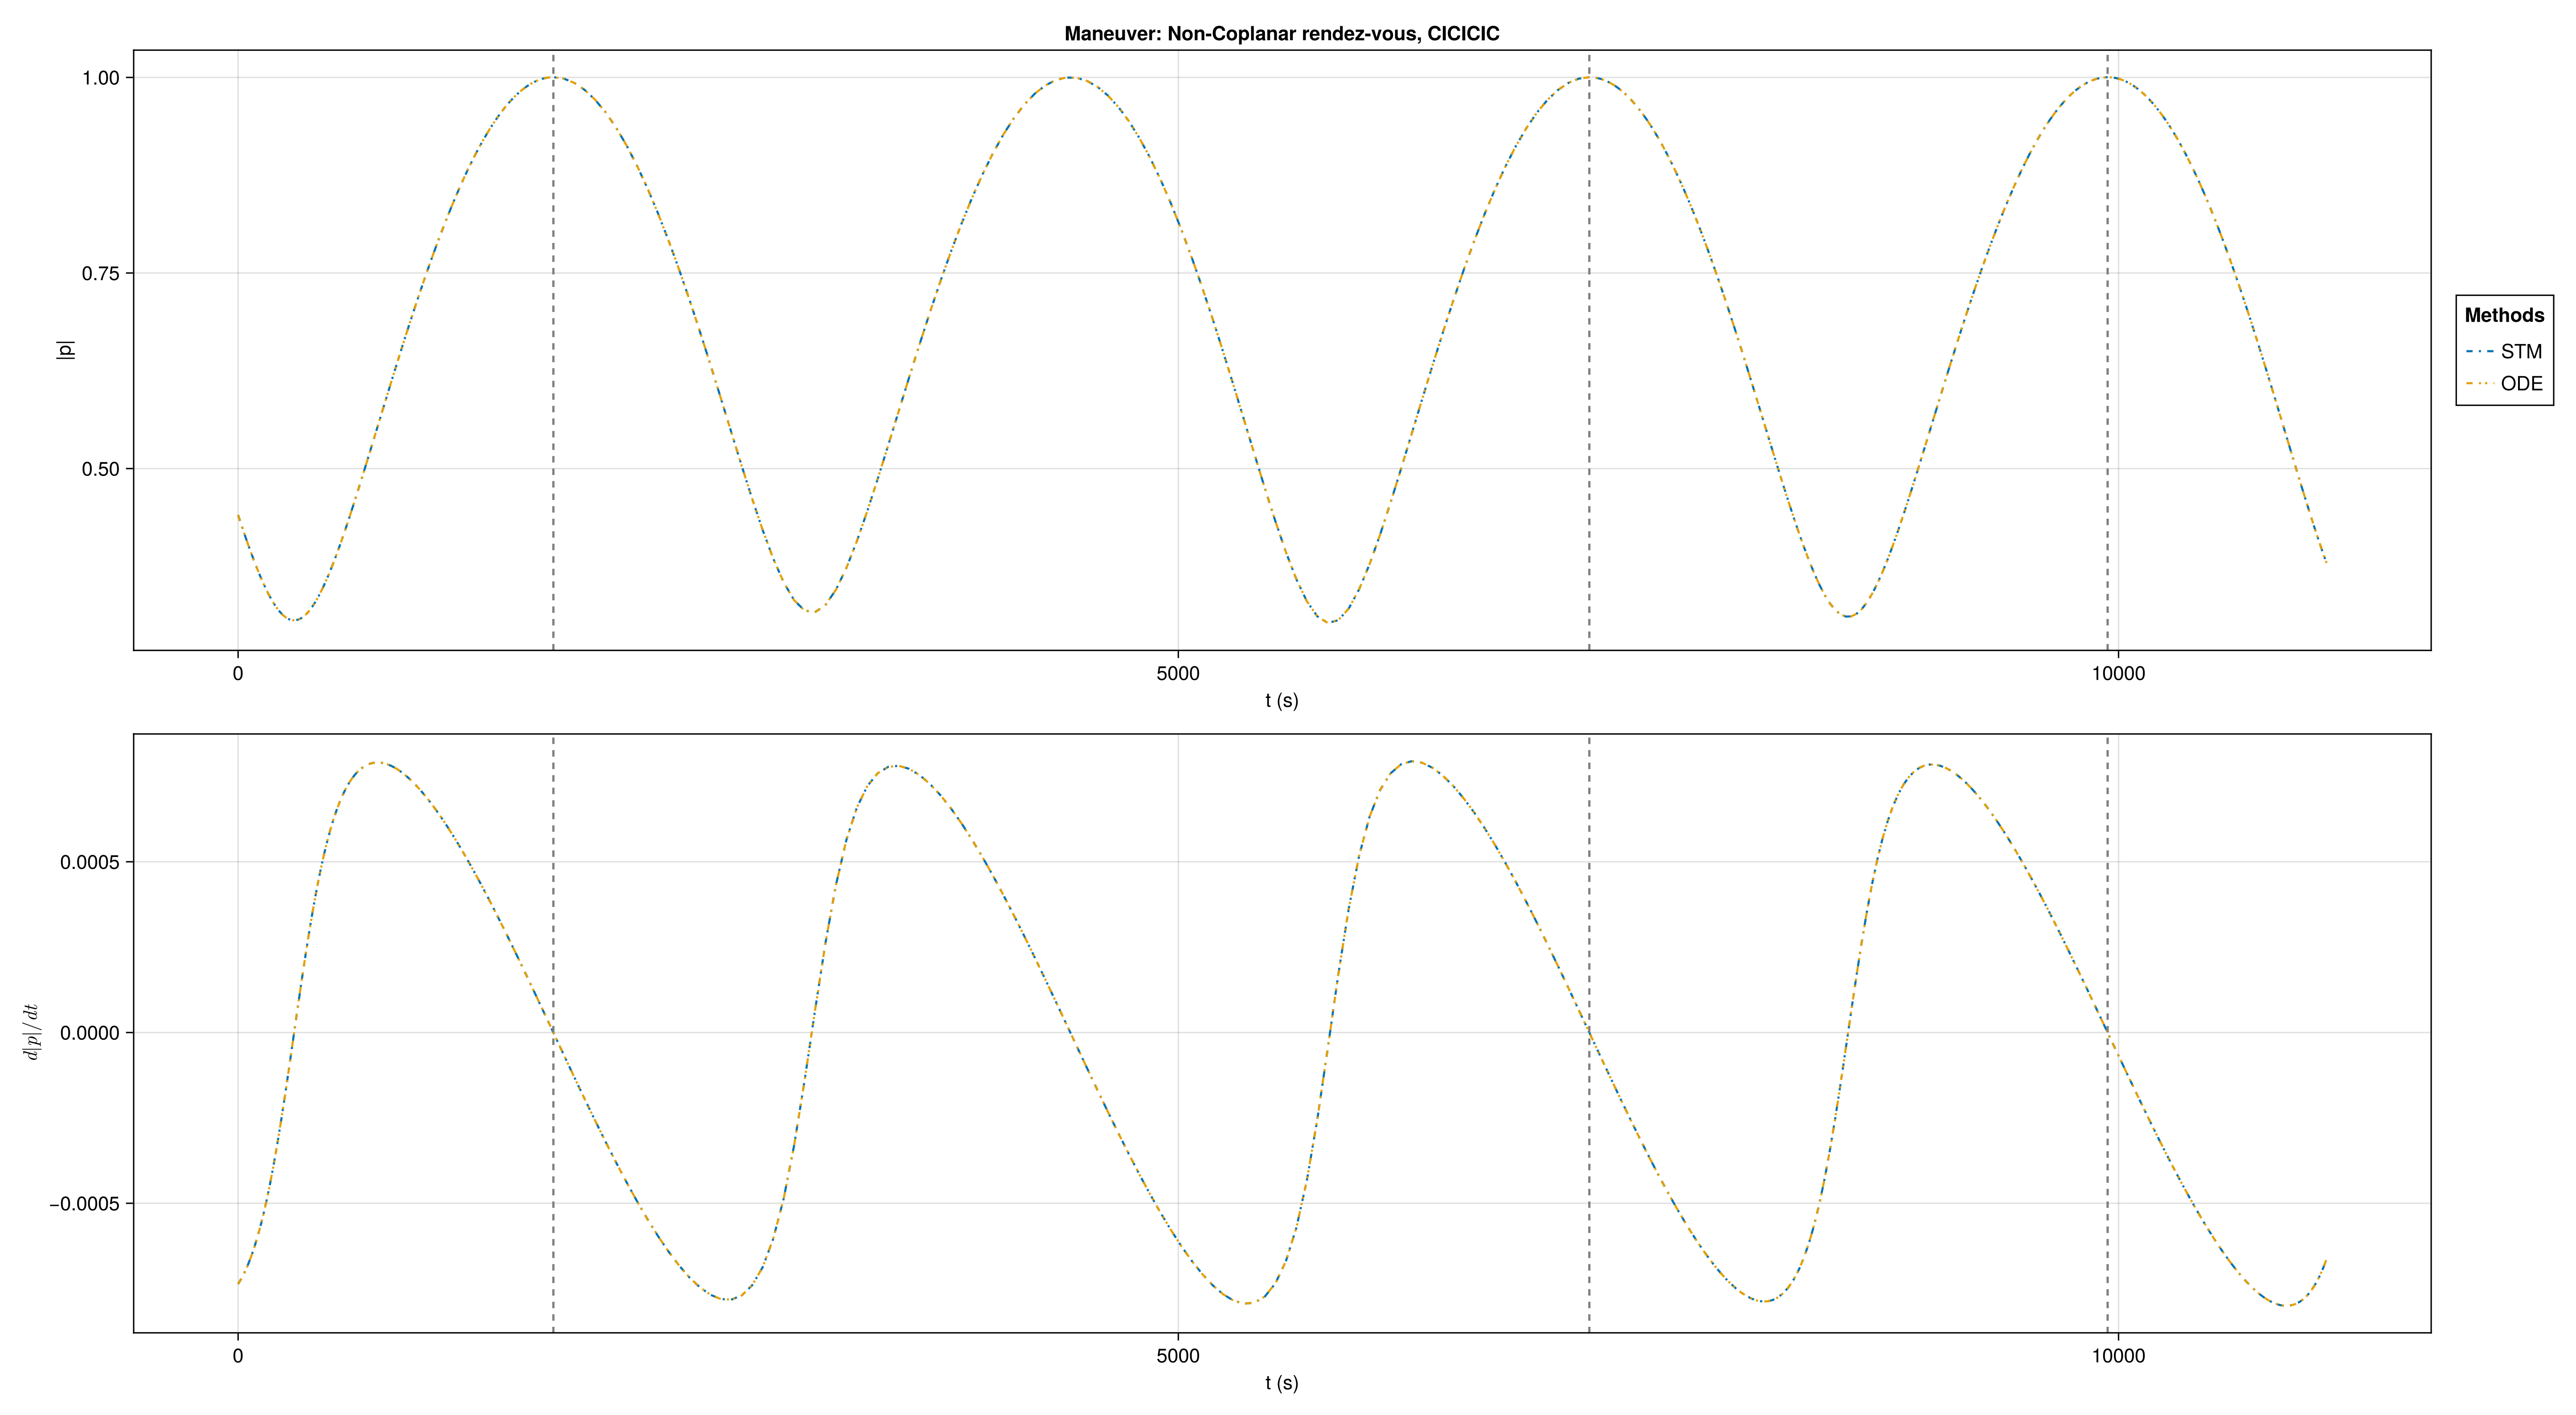 Maneuver: Non-Coplanar rendez-vous, CICICIC
1.00
0.75
0.50
|p|
0
5000
10000
t (s)
Methods
STM
ODE
0.0005
0.0000
−0.0005
d|p|/dt
0
5000
10000
t (s)